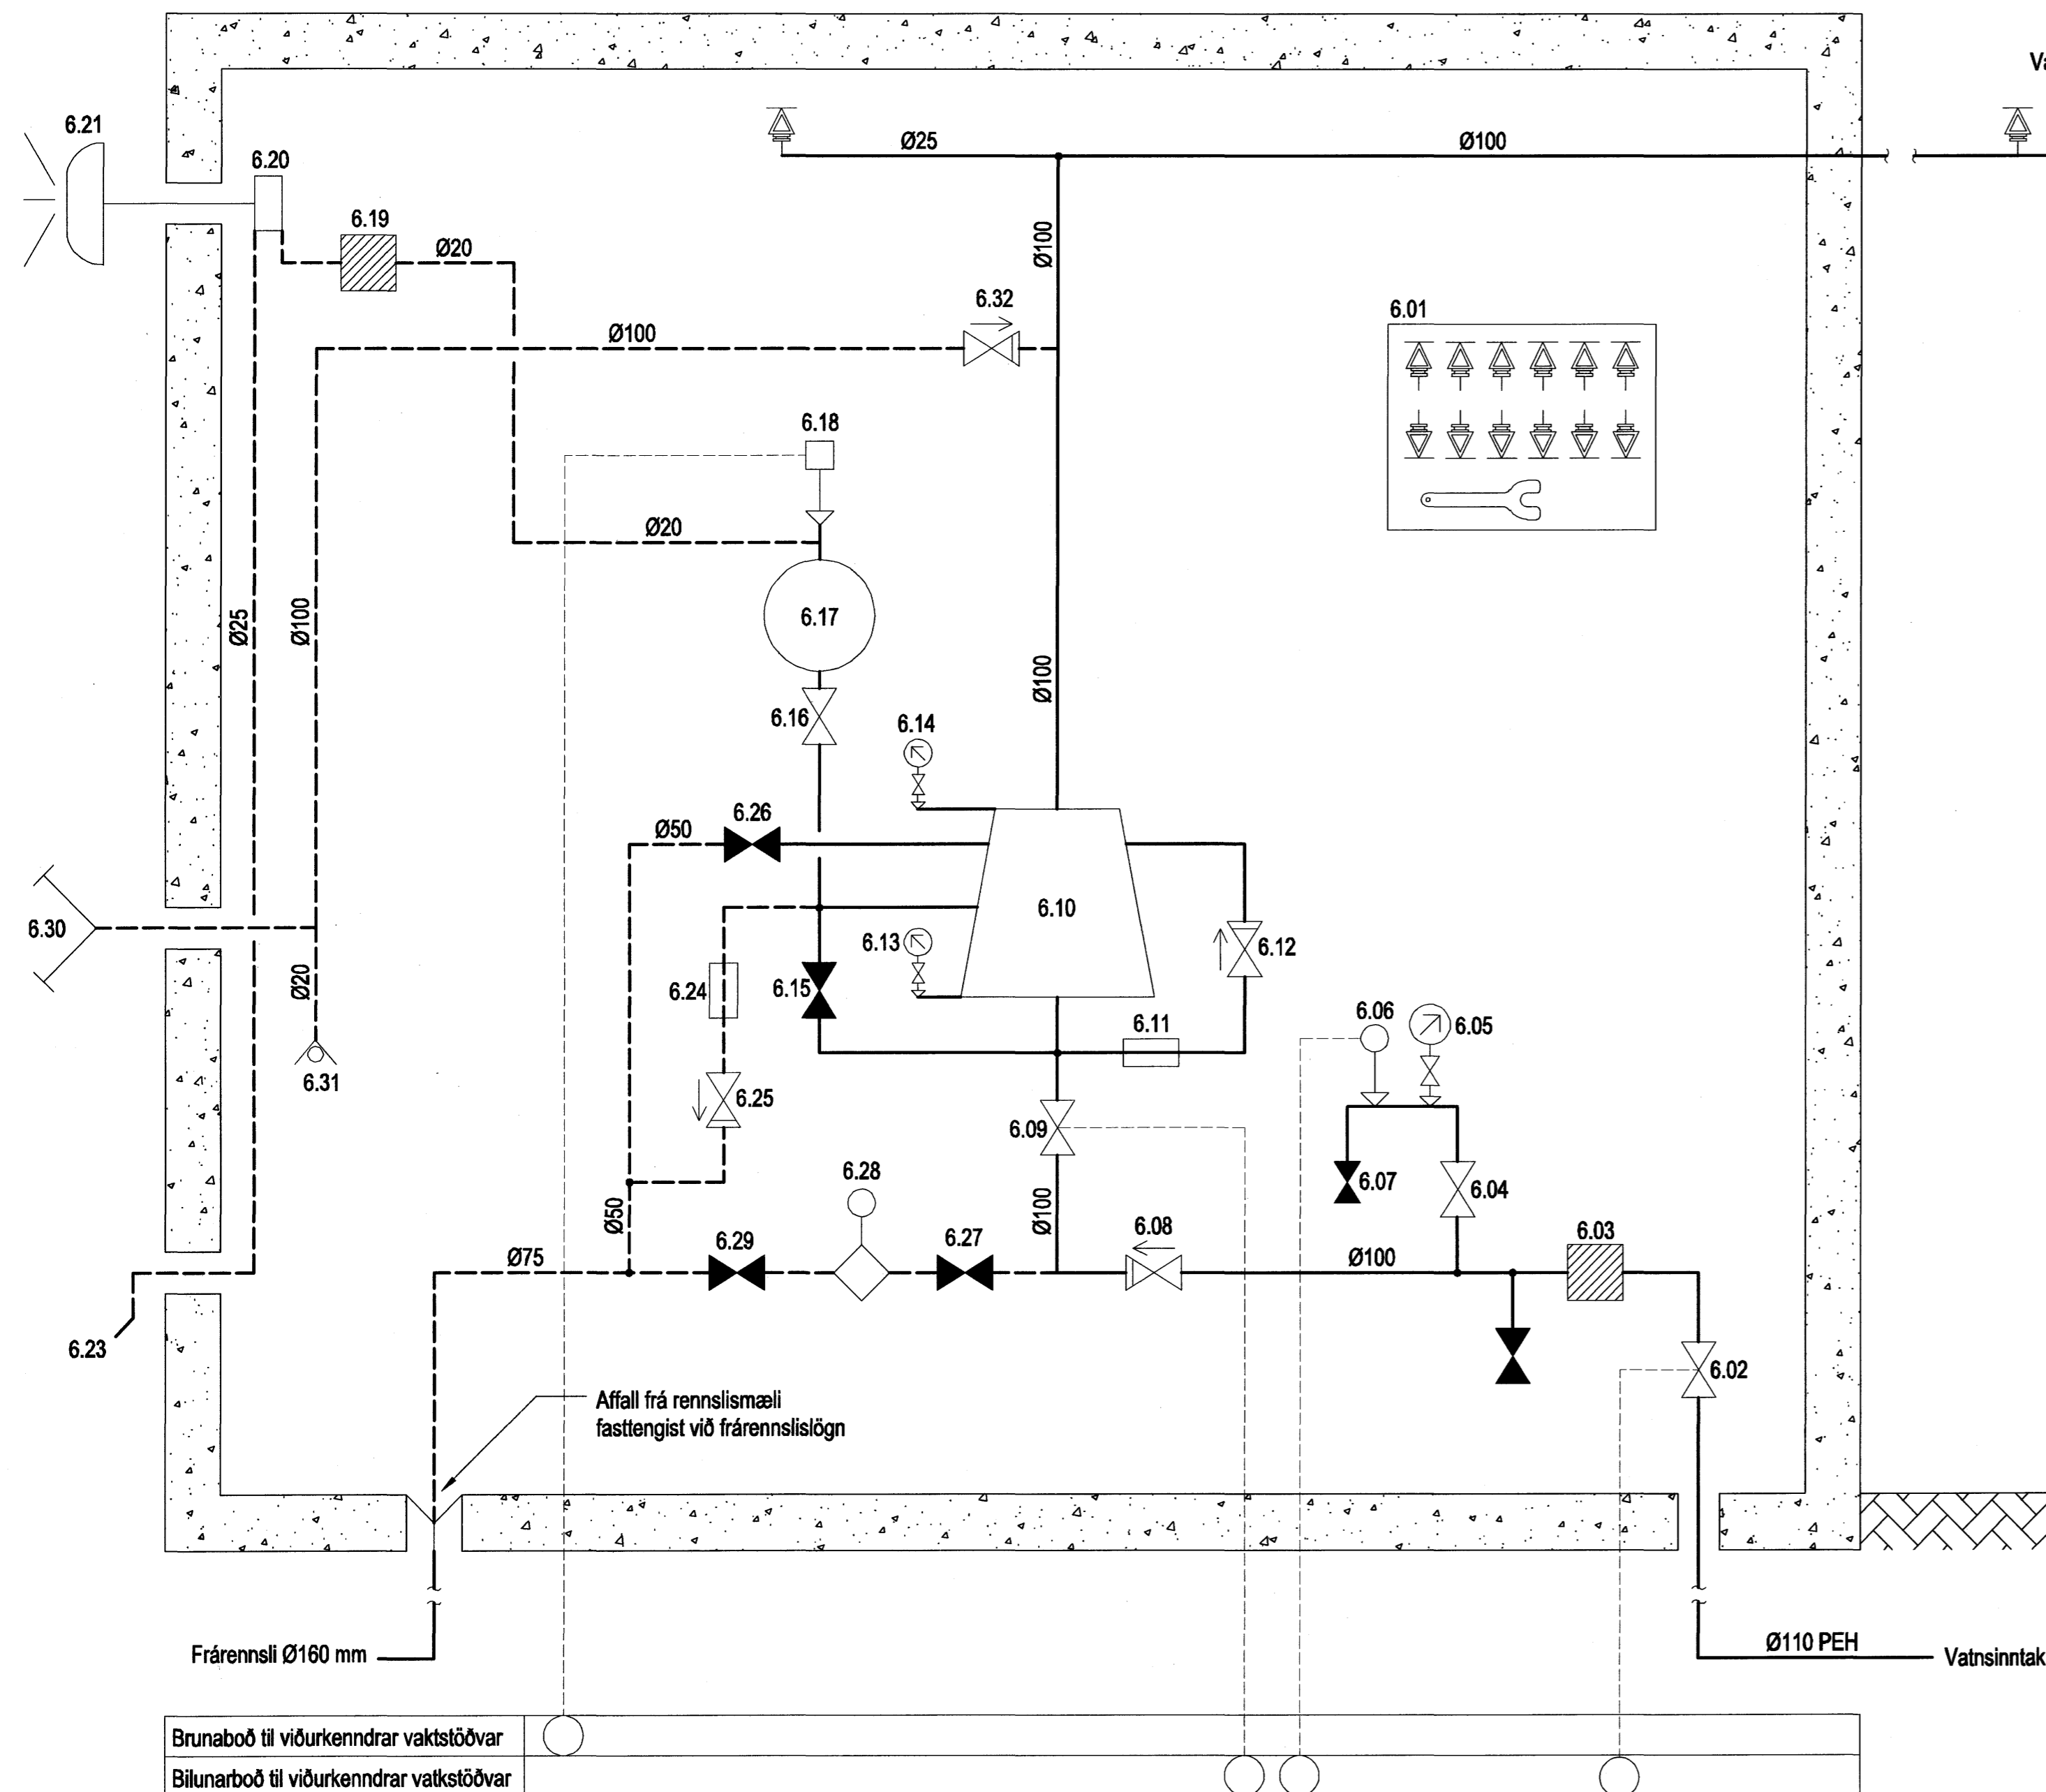 Va
6.21
6.20
Ø25
Ø100
6.19
Ø20
Ø100
6.32
6.01
Ø100
6.18
Ø20
Ø25
Ø100
6.17
Ø100
6.16
6.14
6.26
Ø50
6.10
6.30
6.13
6.12
Ø20
6.24
6.15
6.11
6.06
6.05
6.31
6.25
6.09
6.28
6.07
6.04
Ø50
Ø100
6.29
6.27
6.08
6.03
Ø75
Ø100
6.23
6.02
Affall frá rennslismæli
fasttengist við frárennslislögn
Frárennsli Ø160 mm
Ø110 PEH
Vatnsinntak
Brunaboð til viðurkenndrar vaktstöðvar
Bilunarboð til viðurkenndrar vatkstöðvar